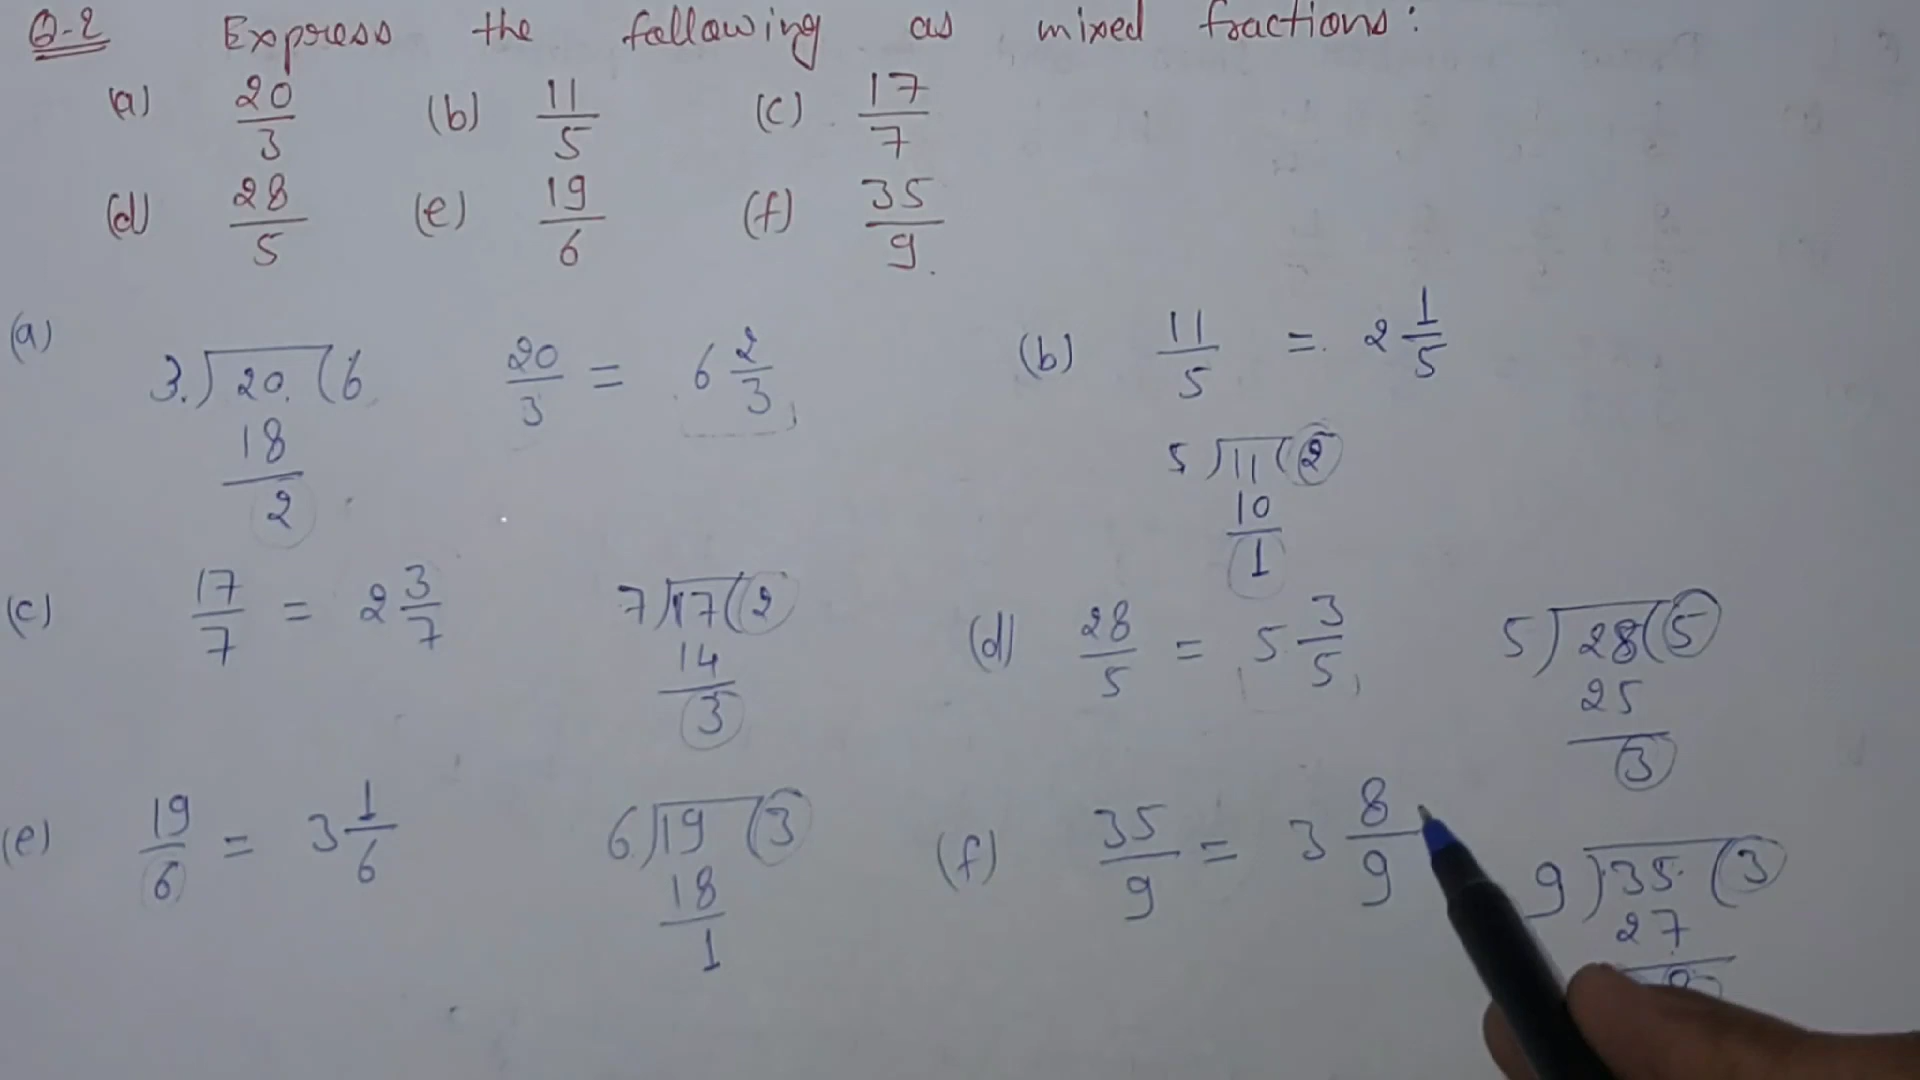 Q-2 Express the following as mixed fractions:
(a) 20/3 (b) 11/5 (c) 17/7
(d) 28/5 (e) 19/6 (f) 35/9.
(a) 3.)20.(6 20/3 = 6 2/3,
18
2
(b) 11/5 = 2 1/5
5)11(2
10
1
(c) 17/7 = 2 3/7 7)17(2
14
3
(d) 28/5 = 5 3/5, 5)28(5
25
3
(e) 19/6 = 3 1/6 6)19(3
18
1
(f) 35/9 = 3 8/9 9)35(3
27